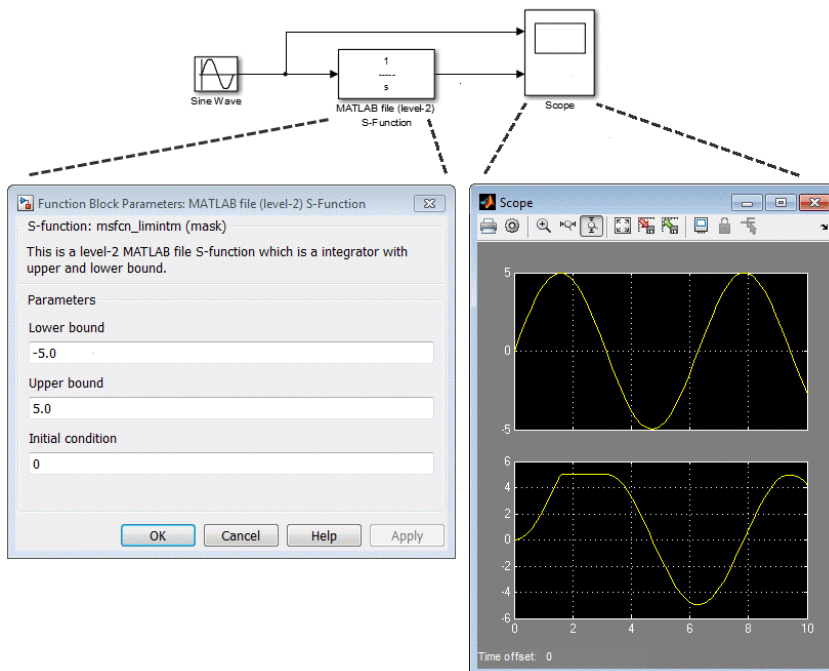 1
-----
s
Sine Wave
MATLAB file (level-2)
S-Function
Scope
Function Block Parameters: MATLAB file (level-2) S-Function
S-function: msfcn_limintm (mask)
This is a level-2 MATLAB file S-function which is a integrator with
upper and lower bound.
Parameters
Lower bound
-5.0
Upper bound
5.0
Initial condition
0
OK Cancel Help Apply
Scope
5
0
-5
6
4
2
0
-2
-4
-6
0 2 4 6 8 10
Time offset: 0